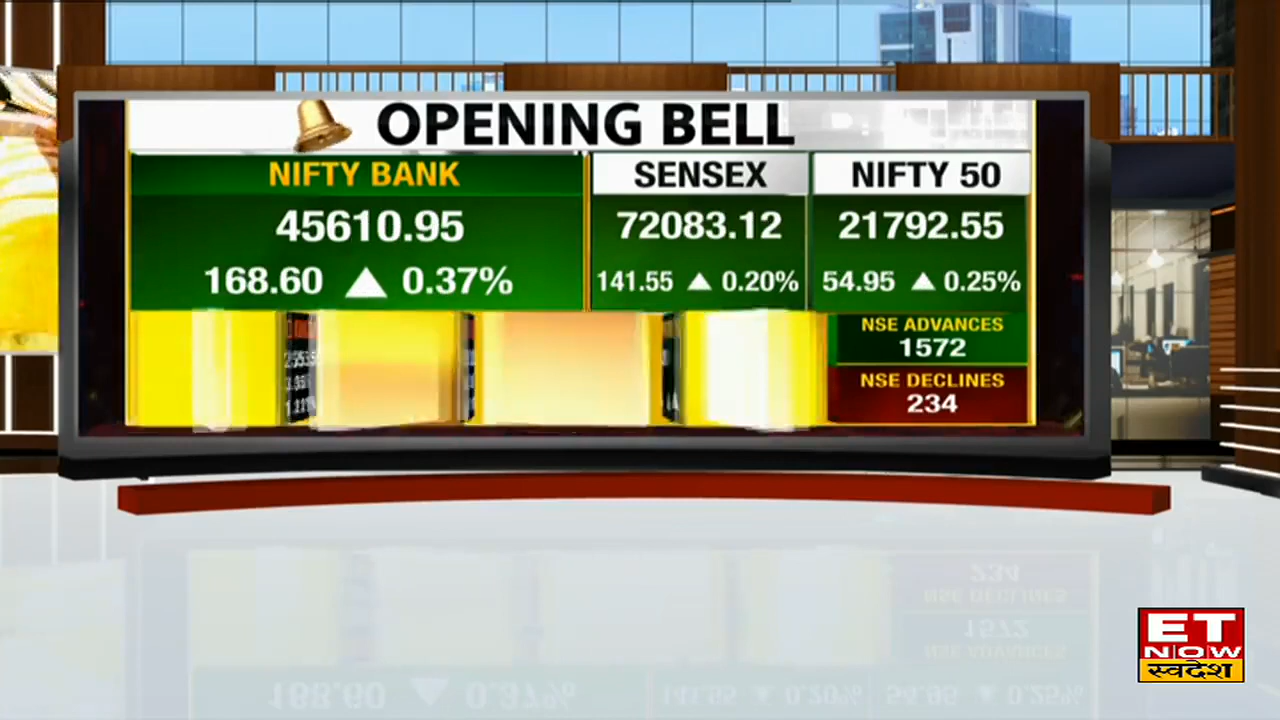 OPENING BELL
NIFTY BANK
45610.95
168.60 ▲ 0.37%
SENSEX
72083.12
141.55 ▲ 0.20%
NIFTY 50
21792.55
54.95 ▲ 0.25%
NSE ADVANCES
1572
NSE DECLINES
234
ET
NOW
स्वदेश